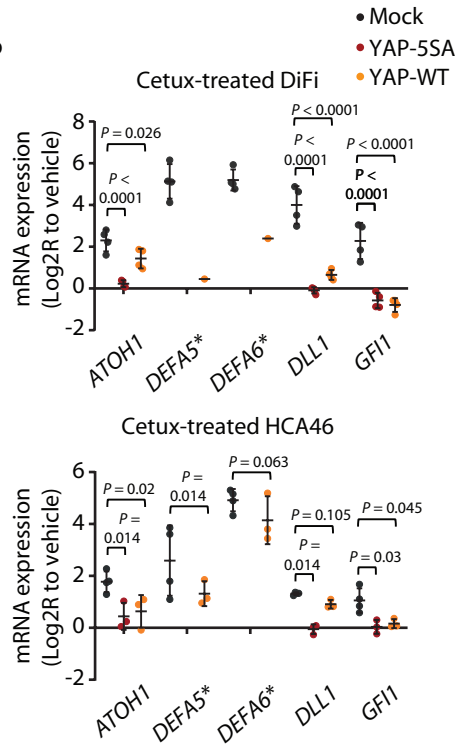 Mock
YAP-5SA
YAP-WT
Cetux-treated DiFi
mRNA expression
(Log2R to vehicle)
8
6
4
2
0
-2
P = 0.026
P <
0.0001
P < 0.0001
P <
0.0001
P < 0.0001
P <
0.0001
ATOH1
DEFA5*
DEFA6*
DLL1
GFI1
Cetux-treated HCA46
mRNA expression
(Log2R to vehicle)
6
4
2
0
-2
P = 0.02
P =
0.014
P =
0.014
P = 0.063
P = 0.105
P =
0.014
P = 0.045
P = 0.03
ATOH1
DEFA5*
DEFA6*
DLL1
GFI1